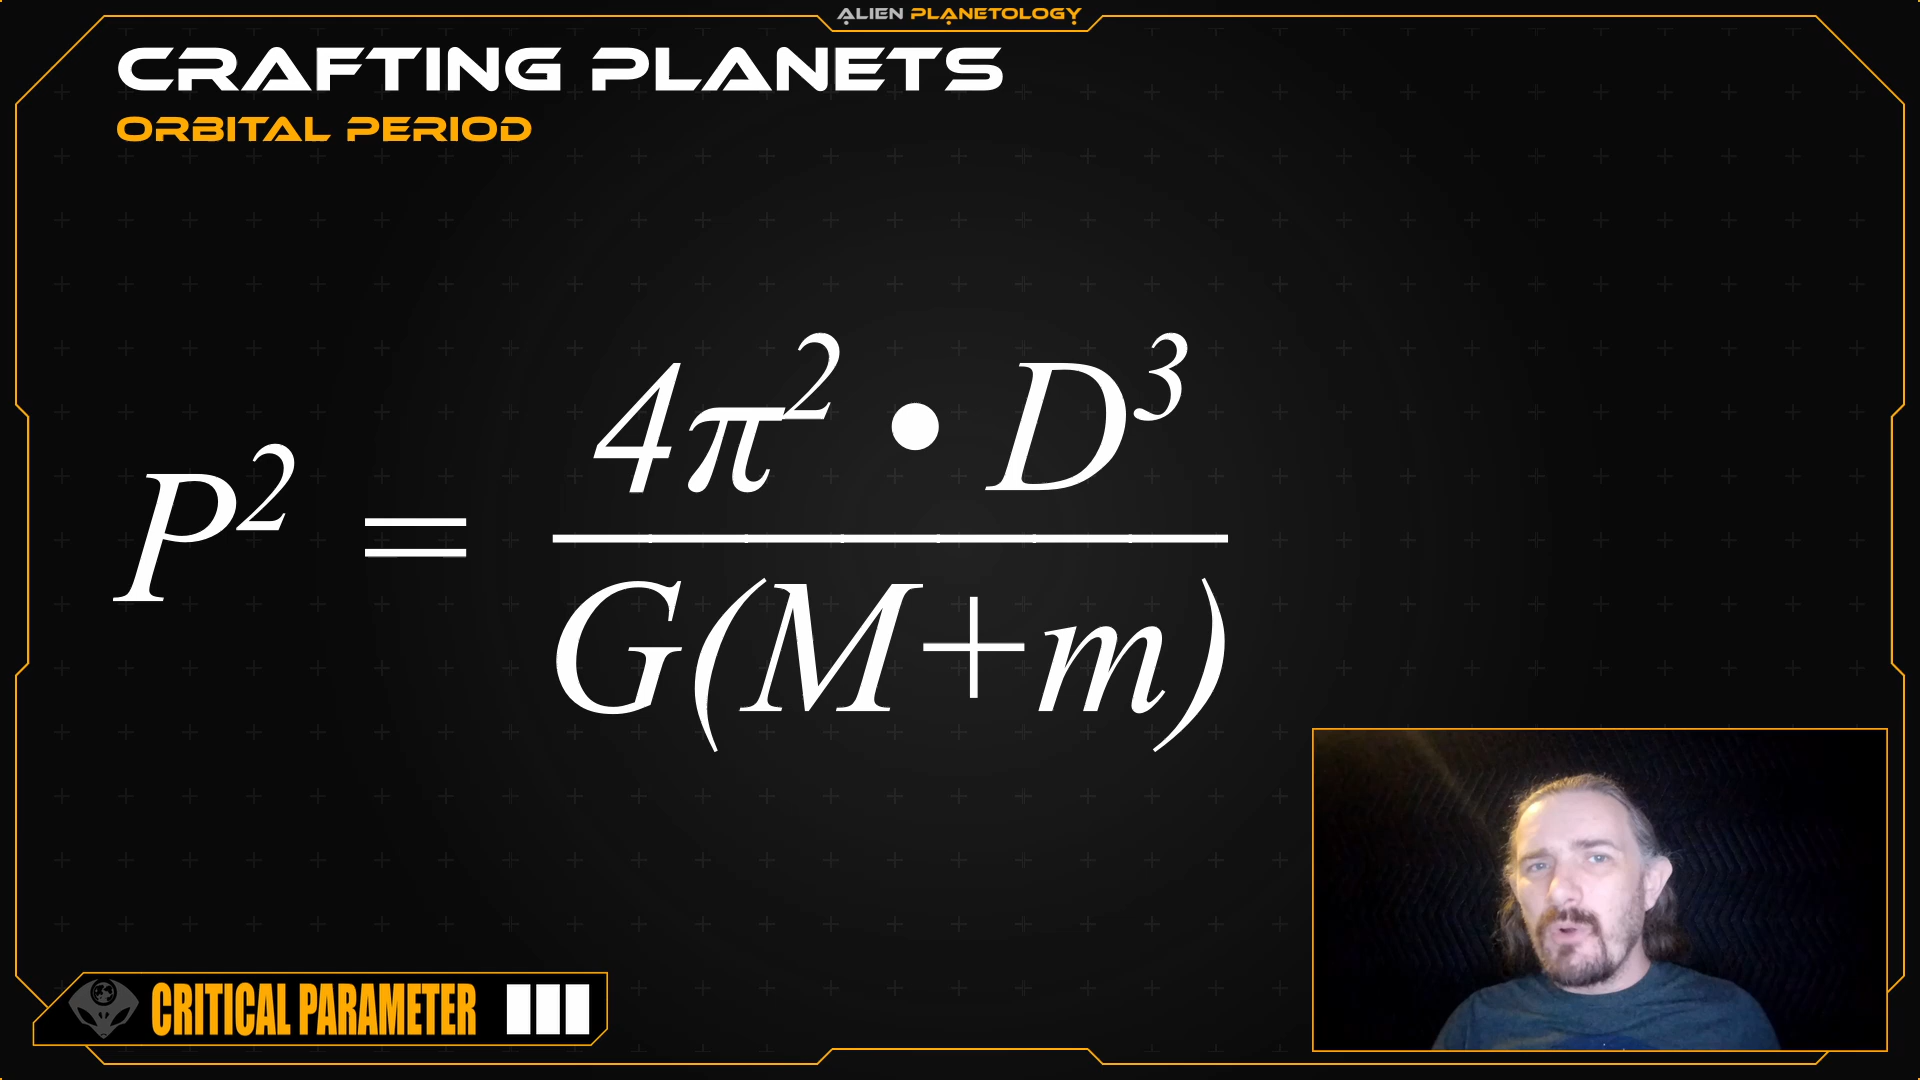 ALIEN PLANETOLOGY
CRAFTING PLANETS
ORBITAL PERIOD
P² = 4π² • D³ / G(M+m)
CRITICAL PARAMETER